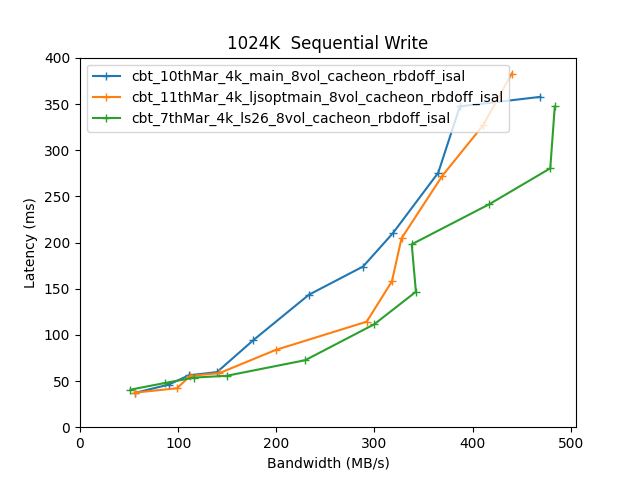 1024K  Sequential Write
cbt_10thMar_4k_main_8vol_cacheon_rbdoff_isal
cbt_11thMar_4k_ljsoptmain_8vol_cacheon_rbdoff_isal
cbt_7thMar_4k_ls26_8vol_cacheon_rbdoff_isal
Latency (ms)
400
350
300
250
200
150
100
50
0
0 100 200 300 400 500
Bandwidth (MB/s)